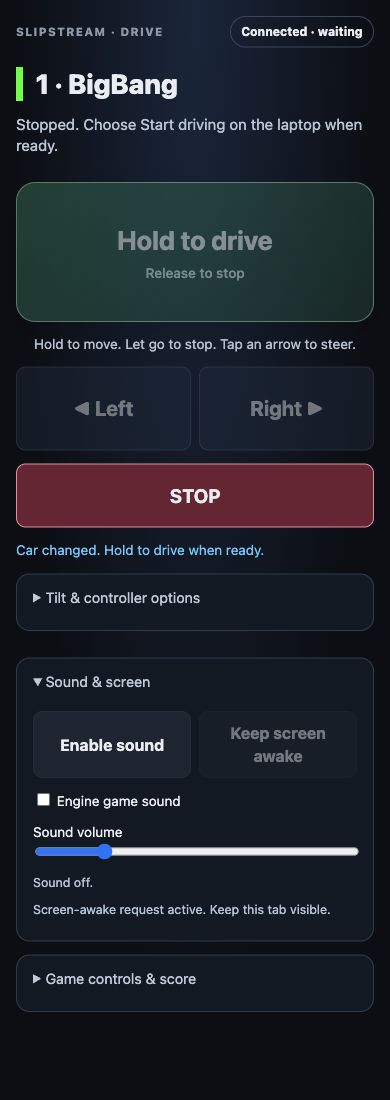 SLIPSTREAM · DRIVE
Connected · waiting
1 · BigBang
Stopped. Choose Start driving on the laptop when
ready.
Hold to drive
Release to stop
Hold to move. Let go to stop. Tap an arrow to steer.
◀ Left
Right ▶
STOP
Car changed. Hold to drive when ready.
▶ Tilt & controller options
▼ Sound & screen
Enable sound
Keep screen
awake
Engine game sound
Sound volume
Sound off.
Screen-awake request active. Keep this tab visible.
▶ Game controls & score